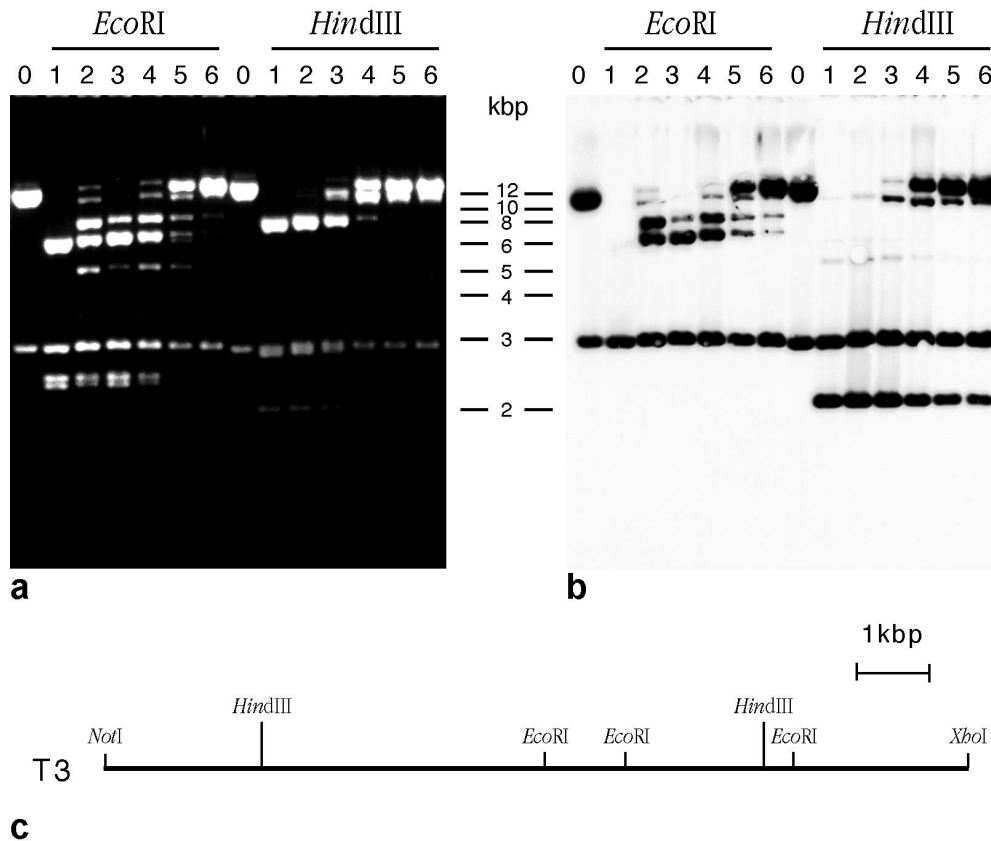 EcoRI HindIII EcoRI HindIII
0 1 2 3 4 5 6 0 1 2 3 4 5 6 0 1 2 3 4 5 6 0 1 2 3 4 5 6
kbp
12
10
8
6
5
4
3
2
a b
1kbp
HindIII HindIII
NotI EcoRI EcoRI EcoRI XhoI
T3
c